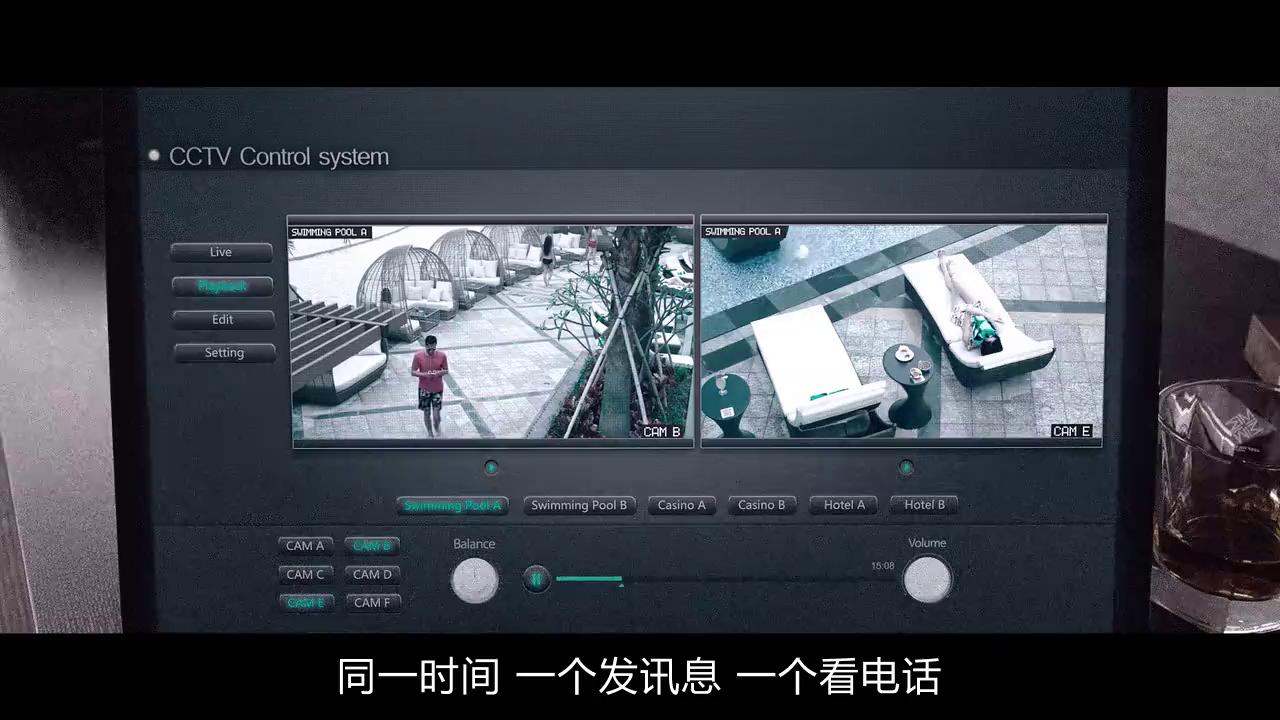 CCTV Control system
SWIMMING POOL A
SWIMMING POOL A
Live
Playback
Edit
Setting
CAM B
CAM E
Swimming Pool A
Swimming Pool B
Casino A
Casino B
Hotel A
Hotel B
CAM A
CAM B
Balance
Volume
CAM C
CAM D
15:08
CAM E
CAM F
同一时间 一个发讯息 一个看电话